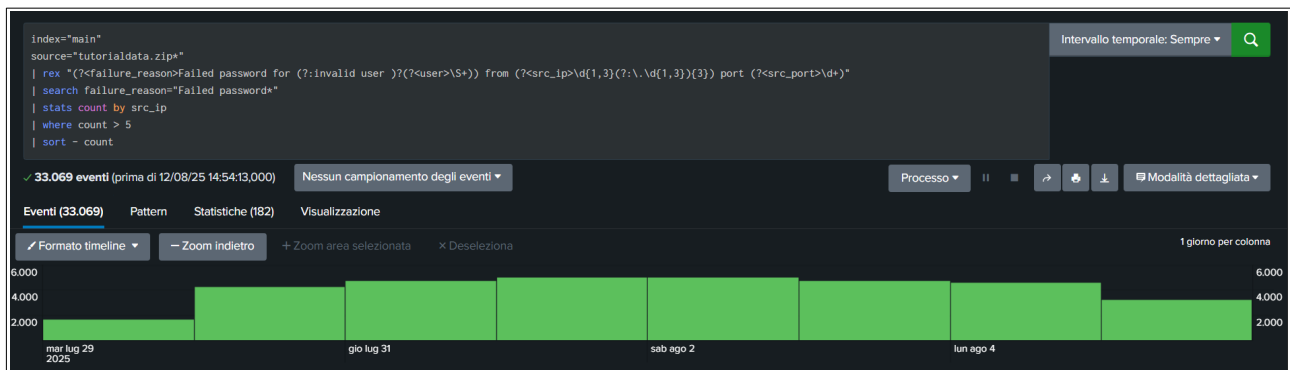 index="main"
source="tutorialdata.zip*"
| rex "(?<failure_reason>Failed password for (?:invalid user )?(?<user>\S+)) from (?<src_ip>\d{1,3}(?:\.\d{1,3}){3}) port (?<src_port>\d+)"
| search failure_reason="Failed password*"
| stats count by src_ip
| where count > 5
| sort - count
Intervallo temporale: Sempre
33.069 eventi (prima di 12/08/25 14:54:13,000)
Nessun campionamento degli eventi
Processo
Modalità dettagliata
Eventi (33.069)
Pattern
Statistiche (182)
Visualizzazione
Formato timeline
— Zoom indietro
+ Zoom area selezionata
× Deseleziona
1 giorno per colonna
6.000
4.000
2.000
6.000
4.000
2.000
mar lug 29
2025
gio lug 31
sab ago 2
lun ago 4